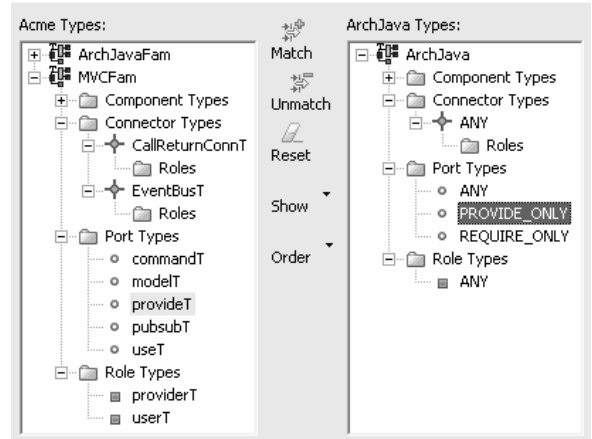 Acme Types:
ArchJavaFam
MVCFam
Component Types
Connector Types
CallReturnConnT
Roles
EventBusT
Roles
Port Types
commandT
modelT
provideT
pubsubT
useT
Role Types
providerT
userT
Match
Unmatch
Reset
Show
Order
ArchJava Types:
ArchJava
Component Types
Connector Types
ANY
Roles
Port Types
ANY
PROVIDE_ONLY
REQUIRE_ONLY
Role Types
ANY